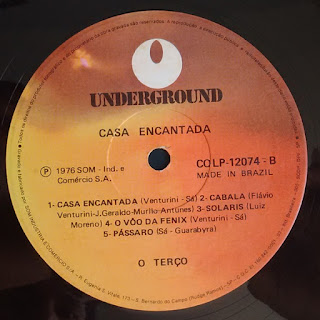 UNDERGROUND
CASA ENCANTADA
P 1976 SOM - Ind. e
Comércio S.A.
CQLP-12074 - B
MADE IN BRAZIL
1- CASA ENCANTADA (Venturini - Sá) 2- CABALA (Flávio
Venturini-J.Geraldo-Murilo-Antunes) 3- SOLARIS (Luiz
Moreno) 4- O VÔO DA FENIX (Venturini - Sá)
5- PÁSSARO (Sá - Guarabyra)
O TERÇO